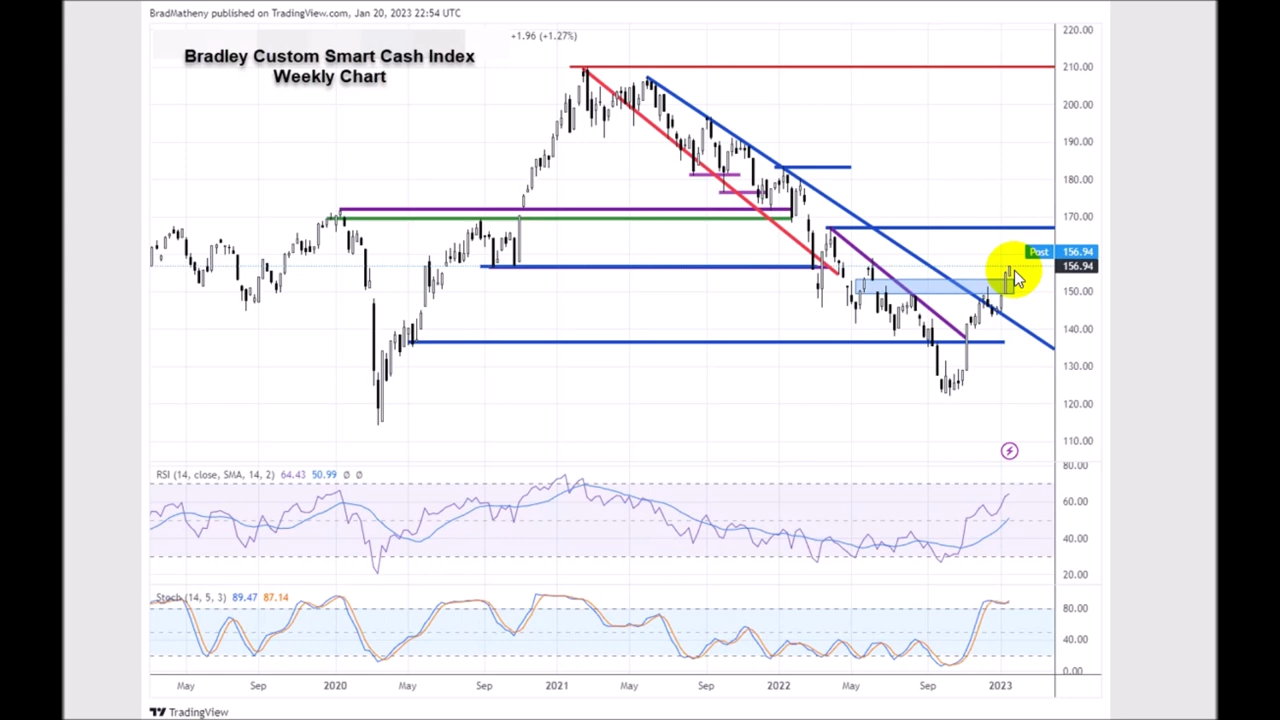 BradMatheny published on TradingView.com, Jan 20, 2023 22:54 UTC
+1.96 (+1.27%)
Bradley Custom Smart Cash Index
Weekly Chart
220.00
210.00
200.00
190.00
180.00
170.00
160.00
Post 156.94
156.94
150.00
140.00
130.00
120.00
110.00
RSI (14, close, SMA, 14, 2) 64.43 50.99 Ø Ø
80.00
60.00
40.00
20.00
Stoch (14, 5, 3) 89.47 87.14
80.00
40.00
0.00
May Sep 2020 May Sep 2021 May Sep 2022 May Sep 2023
TradingView